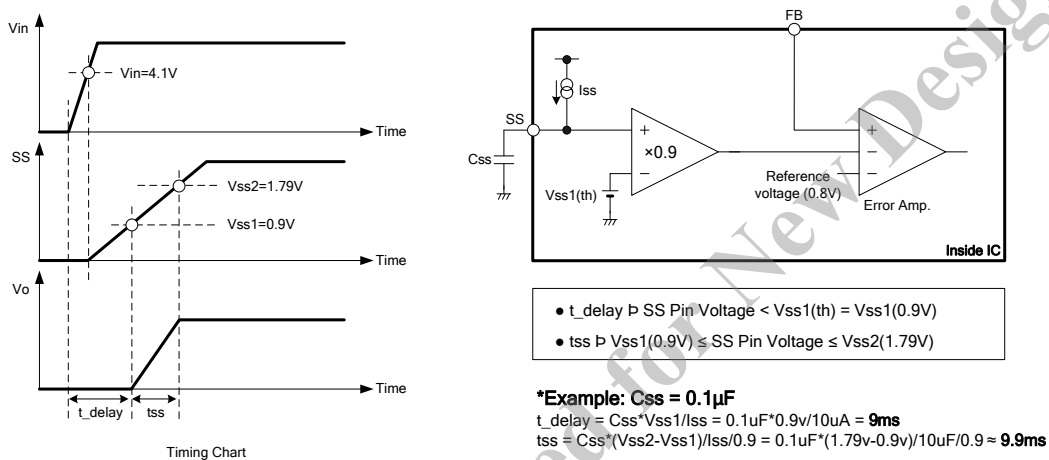 Vin
Vin=4.1V
Time
SS
Vss2=1.79V
Vss1=0.9V
Time
Vo
Time
t_delay
tss
Timing Chart
FB
Iss
SS
Css
+
×0.9
−
Vss1(th)
+
−
−
Reference
voltage (0.8V)
Error Amp.
Inside IC
● t_delay Þ SS Pin Voltage < Vss1(th) = Vss1(0.9V)
● tss Þ Vss1(0.9V) ≤ SS Pin Voltage ≤ Vss2(1.79V)
*Example: Css = 0.1µF
t_delay = Css*Vss1/Iss = 0.1uF*0.9v/10uA = 9ms
tss = Css*(Vss2-Vss1)/Iss/0.9 = 0.1uF*(1.79v-0.9v)/10uF/0.9 ≈ 9.9ms
for New Desig